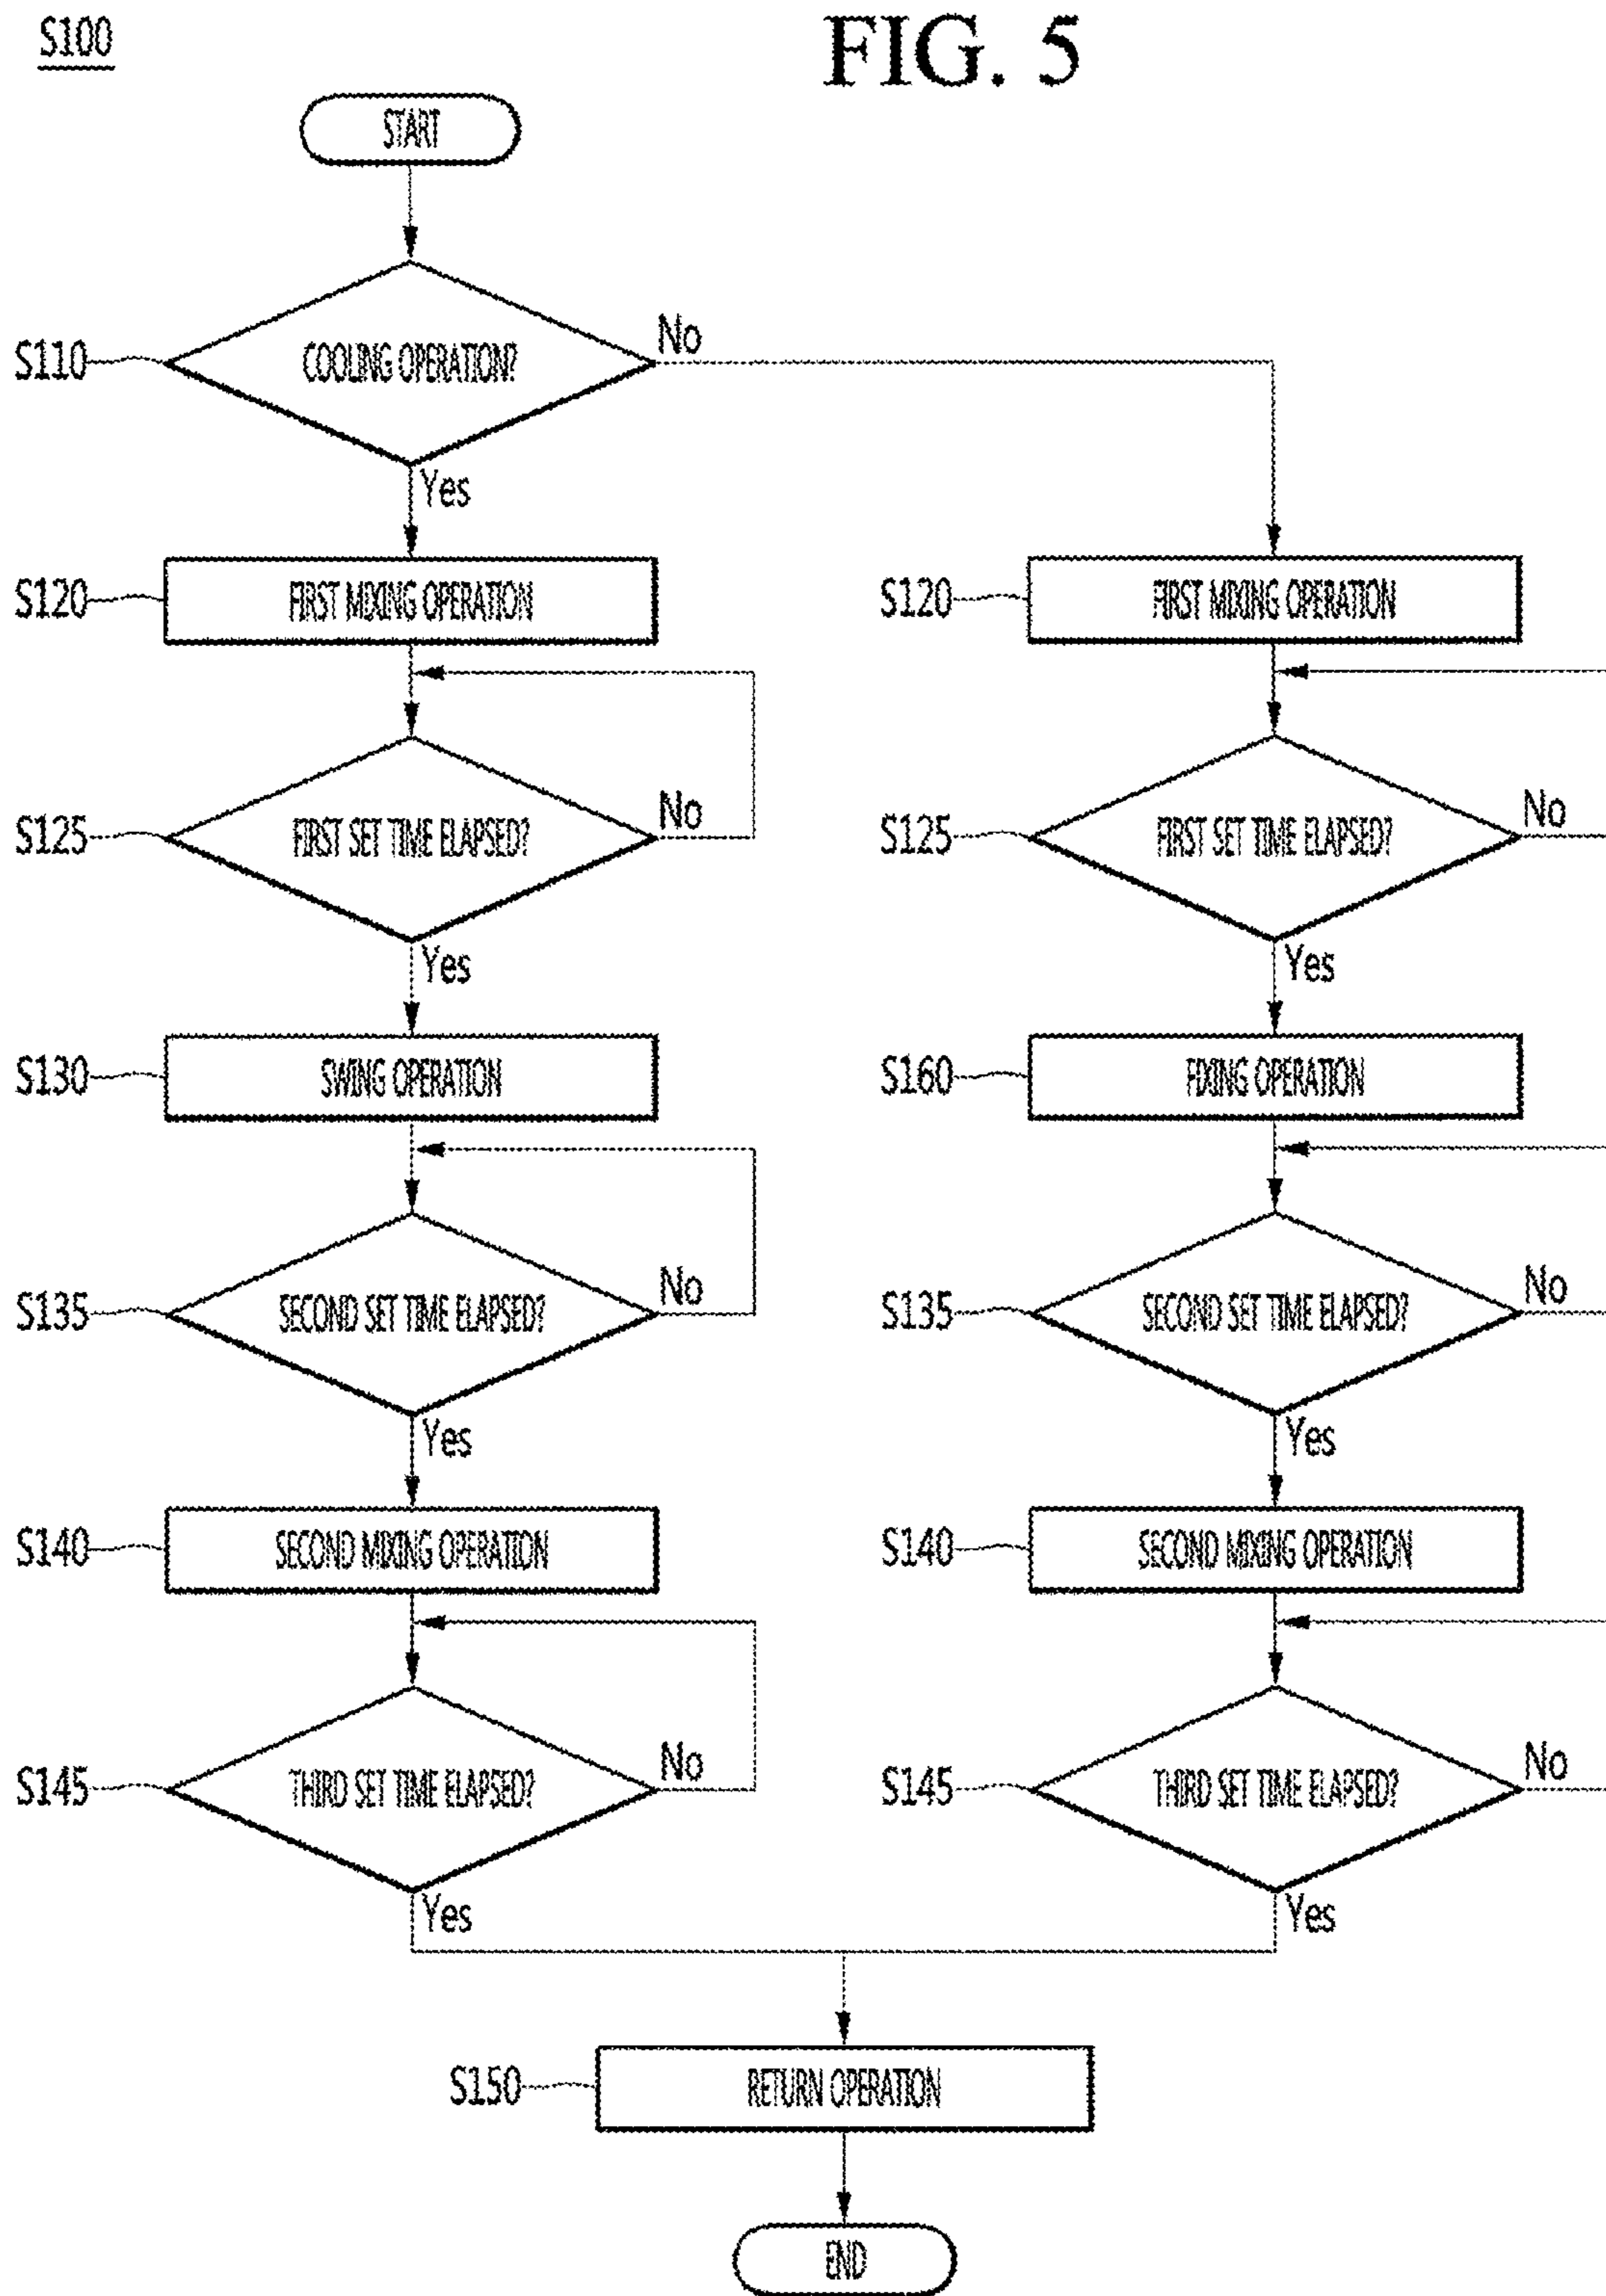 S100
FIG. 5
START
S110
COOLING OPERATION?
No
Yes
S120
FIRST MIXING OPERATION
S120
FIRST MIXING OPERATION
S125
FIRST SET TIME ELAPSED?
No
S125
FIRST SET TIME ELAPSED?
No
Yes
Yes
S130
SWING OPERATION
S160
FIXING OPERATION
S135
SECOND SET TIME ELAPSED?
No
S135
SECOND SET TIME ELAPSED?
No
Yes
Yes
S140
SECOND MIXING OPERATION
S140
SECOND MIXING OPERATION
S145
THIRD SET TIME ELAPSED?
No
S145
THIRD SET TIME ELAPSED?
No
Yes
Yes
S150
RETURN OPERATION
END